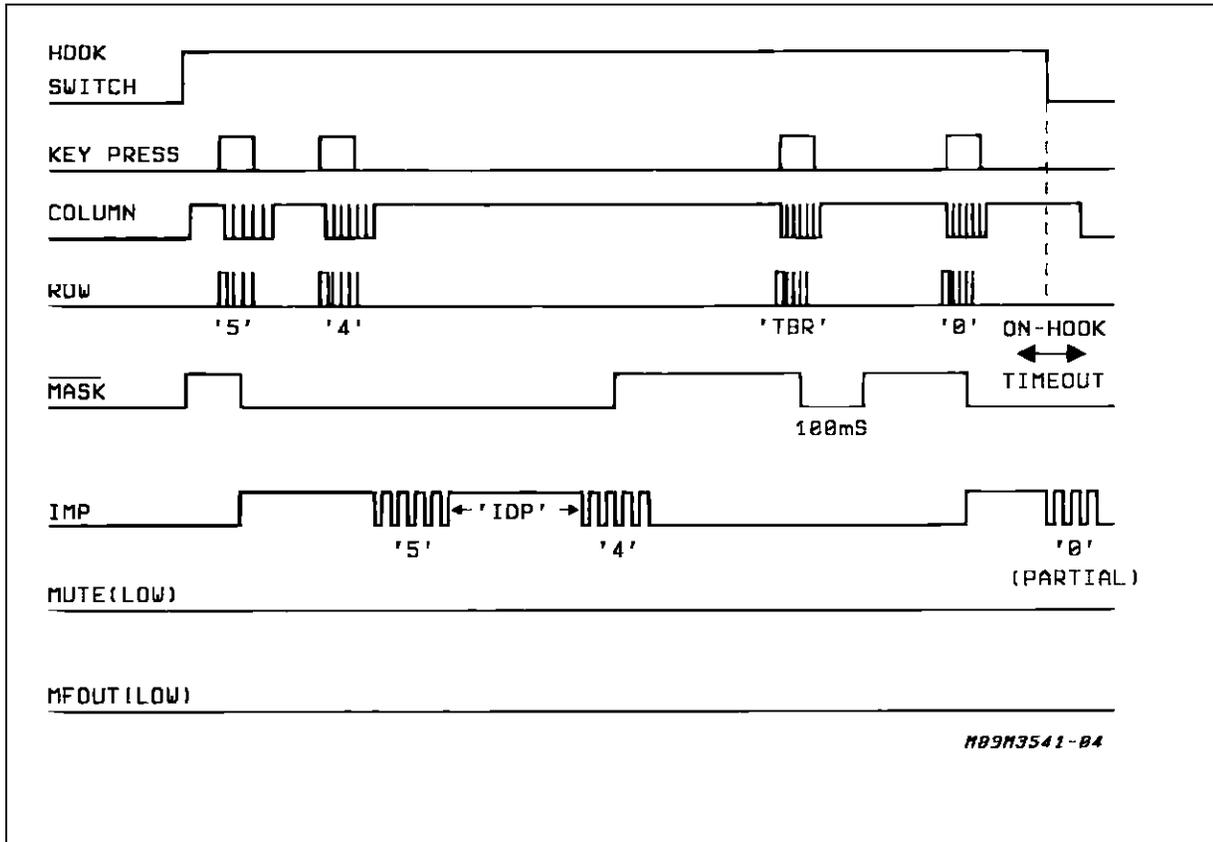 HOOK
SWITCH
KEY PRESS
COLUMN
ROW
'5' '4' 'TBR' '0' ON-HOOK
TIMEOUT
MASK
100mS
IMP 'IDP'
'5' '4' '0'
(PARTIAL)
MUTE(LOW)
MFOUT(LOW)
M89M3541-04